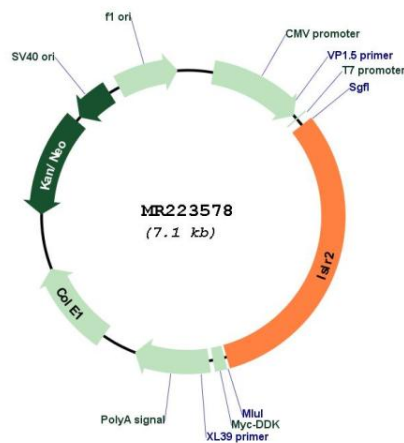 f1 ori
CMV promoter
SV40 ori
VP1.5 primer
T7 promoter
SgfI
Kan/ Neo
MR223578
(7.1 kb)
Islr2
Col E1
MluI
Myc-DDK
PolyA signal
XL39 primer